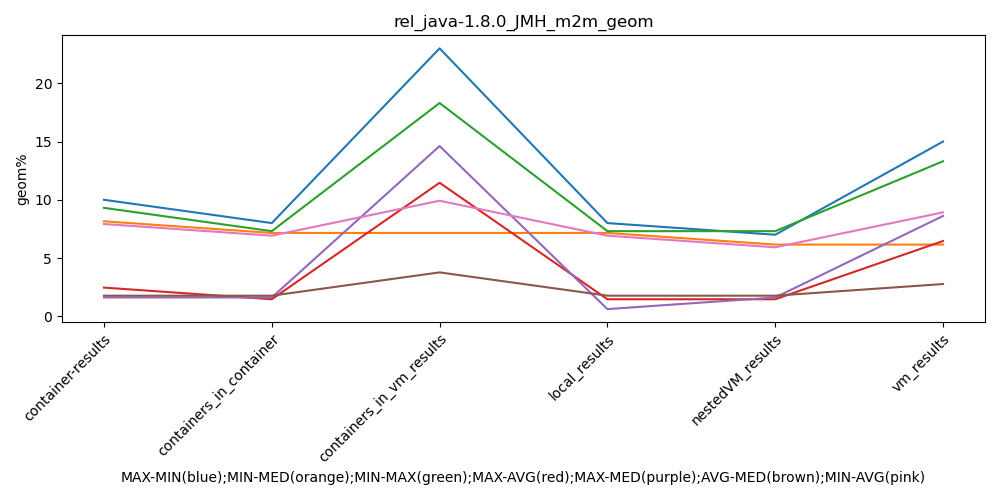 rel_java-1.8.0_JMH_m2m_geom
geom%
20
15
10
5
0
container-results
containers_in_container
containers_in_vm_results
local_results
nestedVM_results
vm_results
MAX-MIN(blue);MIN-MED(orange);MIN-MAX(green);MAX-AVG(red);MAX-MED(purple);AVG-MED(brown);MIN-AVG(pink)